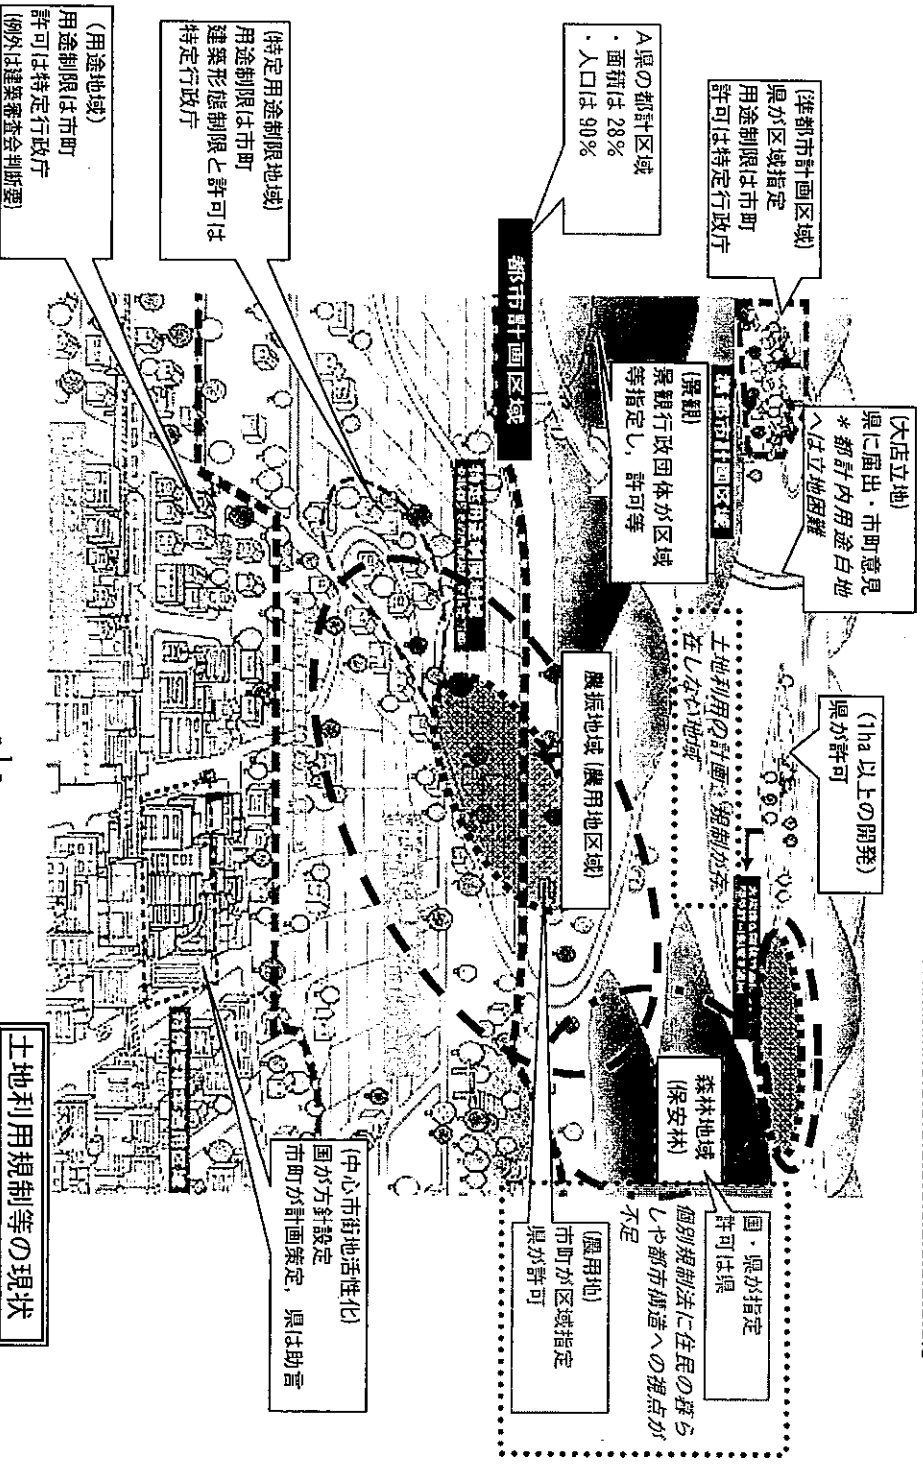 土地利用規制等の現状
(準都市計画区域)
県が区域指定
用途制限は市町
許可は特定行政庁
(大店立地)
県に届出・市町意見
*都計内用途白地
へは立地困難
(1ha 以上の開発)
県が許可
A県の都計区域
・面積は 28%
・人口は 90%
都市計画区域
準都市計画区域
(景観)
景観行政団体が区域
等指定し，許可等
土地利用の計画・規制が存
在しない地域
農振地域(農用地区域)
森林地域
(保安林)
国・県が指定
許可は県
個別規制法に住民の暮ら
しや都市構造への視点が
不足
(農用地)
市町が区域指定
県が許可
(特定用途制限地域)
用途制限は市町
建築形態制限と許可は
特定行政庁
(用途地域)
用途制限は市町
許可は特定行政庁
(例外は建築審査会判断要)
(中心市街地活性化)
国が方針設定
市町が計画策定，県は助言